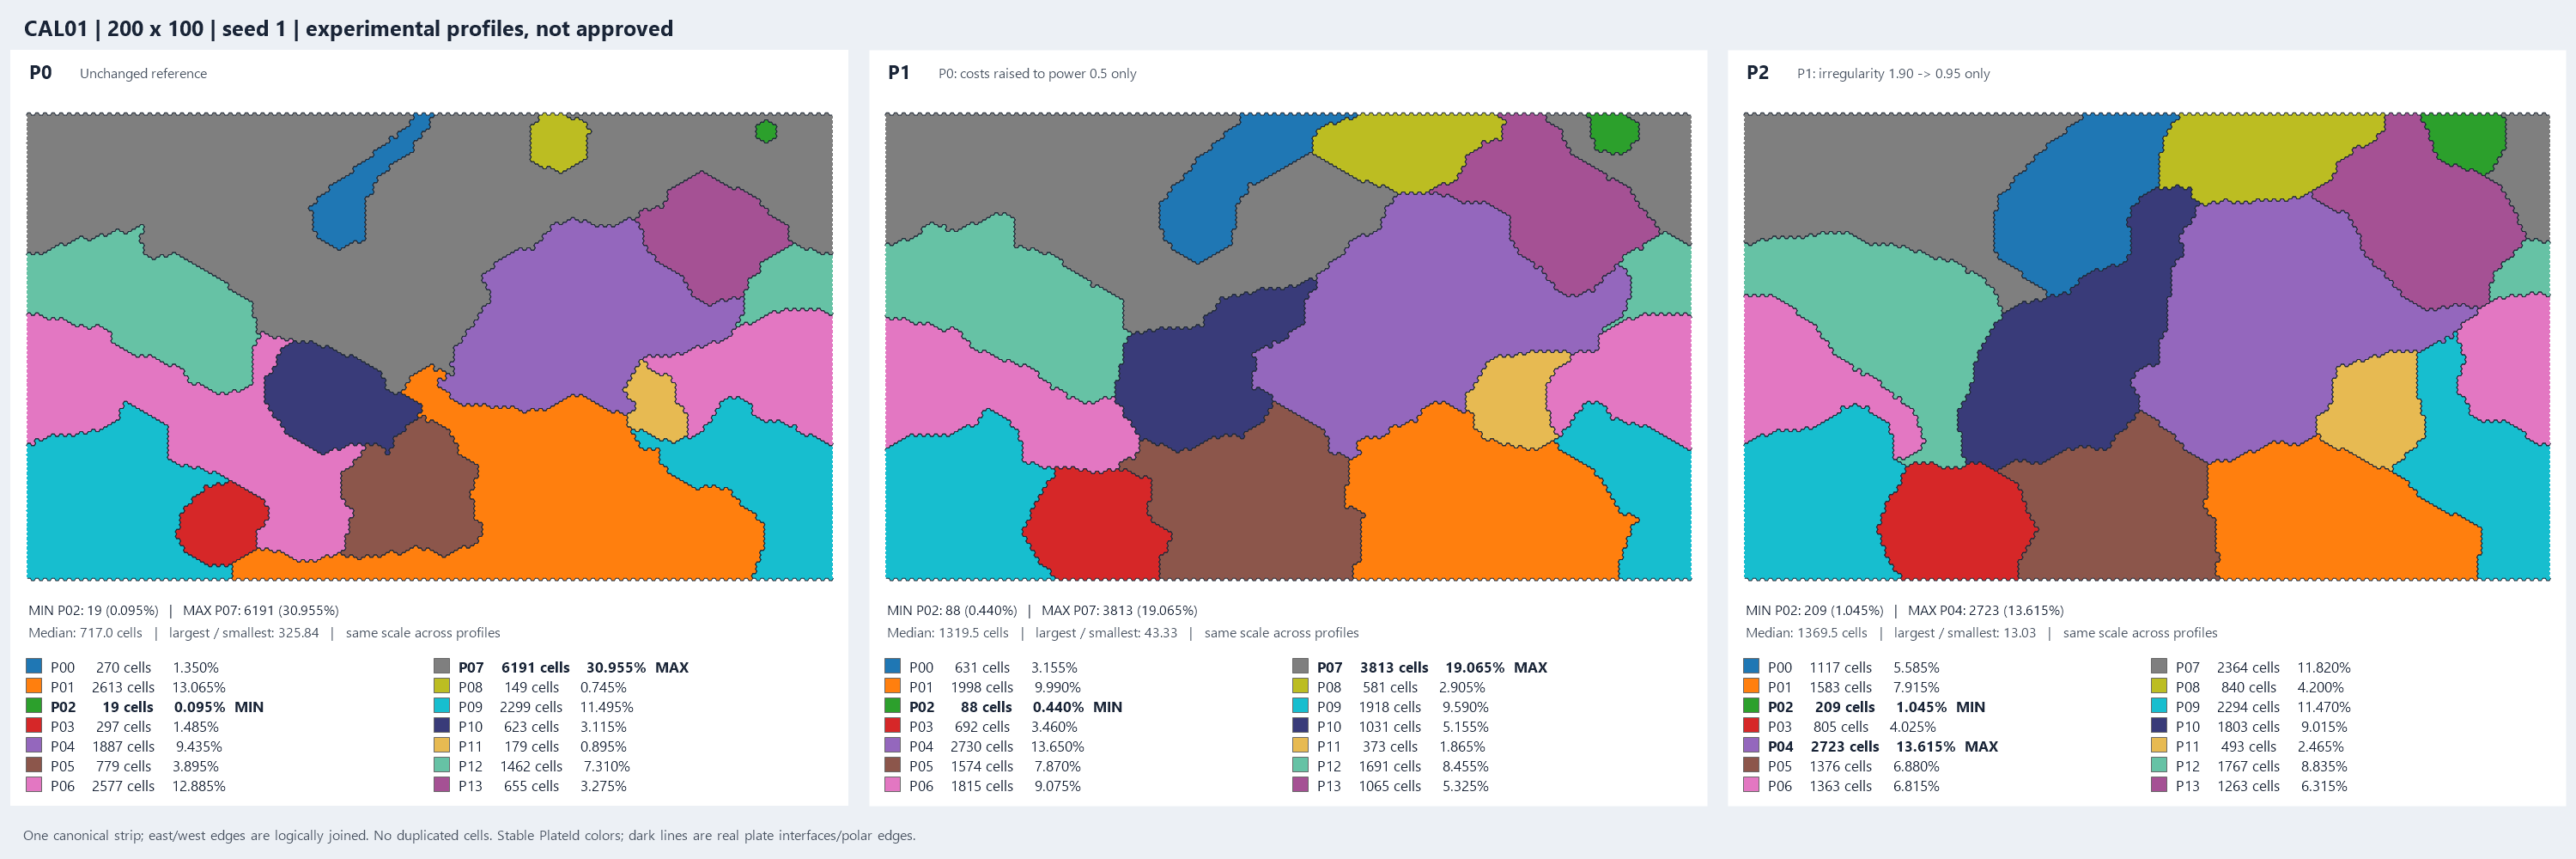 CAL01 | 200 x 100 | seed 1 | experimental profiles, not approved
P0 Unchanged reference
MIN P02: 19 (0.095%) | MAX P07: 6191 (30.955%)
Median: 717.0 cells | largest / smallest: 325.84 | same scale across profiles
P00 270 cells 1.350%
P01 2613 cells 13.065%
P02 19 cells 0.095% MIN
P03 297 cells 1.485%
P04 1887 cells 9.435%
P05 779 cells 3.895%
P06 2577 cells 12.885%
P07 6191 cells 30.955% MAX
P08 149 cells 0.745%
P09 2299 cells 11.495%
P10 623 cells 3.115%
P11 179 cells 0.895%
P12 1462 cells 7.310%
P13 655 cells 3.275%
P1 P0: costs raised to power 0.5 only
MIN P02: 88 (0.440%) | MAX P07: 3813 (19.065%)
Median: 1319.5 cells | largest / smallest: 43.33 | same scale across profiles
P00 631 cells 3.155%
P01 1998 cells 9.990%
P02 88 cells 0.440% MIN
P03 692 cells 3.460%
P04 2730 cells 13.650%
P05 1574 cells 7.870%
P06 1815 cells 9.075%
P07 3813 cells 19.065% MAX
P08 581 cells 2.905%
P09 1918 cells 9.590%
P10 1031 cells 5.155%
P11 373 cells 1.865%
P12 1691 cells 8.455%
P13 1065 cells 5.325%
P2 P1: irregularity 1.90 -> 0.95 only
MIN P02: 209 (1.045%) | MAX P04: 2723 (13.615%)
Median: 1369.5 cells | largest / smallest: 13.03 | same scale across profiles
P00 1117 cells 5.585%
P01 1583 cells 7.915%
P02 209 cells 1.045% MIN
P03 805 cells 4.025%
P04 2723 cells 13.615% MAX
P05 1376 cells 6.880%
P06 1363 cells 6.815%
P07 2364 cells 11.820%
P08 840 cells 4.200%
P09 2294 cells 11.470%
P10 1803 cells 9.015%
P11 493 cells 2.465%
P12 1767 cells 8.835%
P13 1263 cells 6.315%
One canonical strip; east/west edges are logically joined. No duplicated cells. Stable PlateId colors; dark lines are real plate interfaces/polar edges.